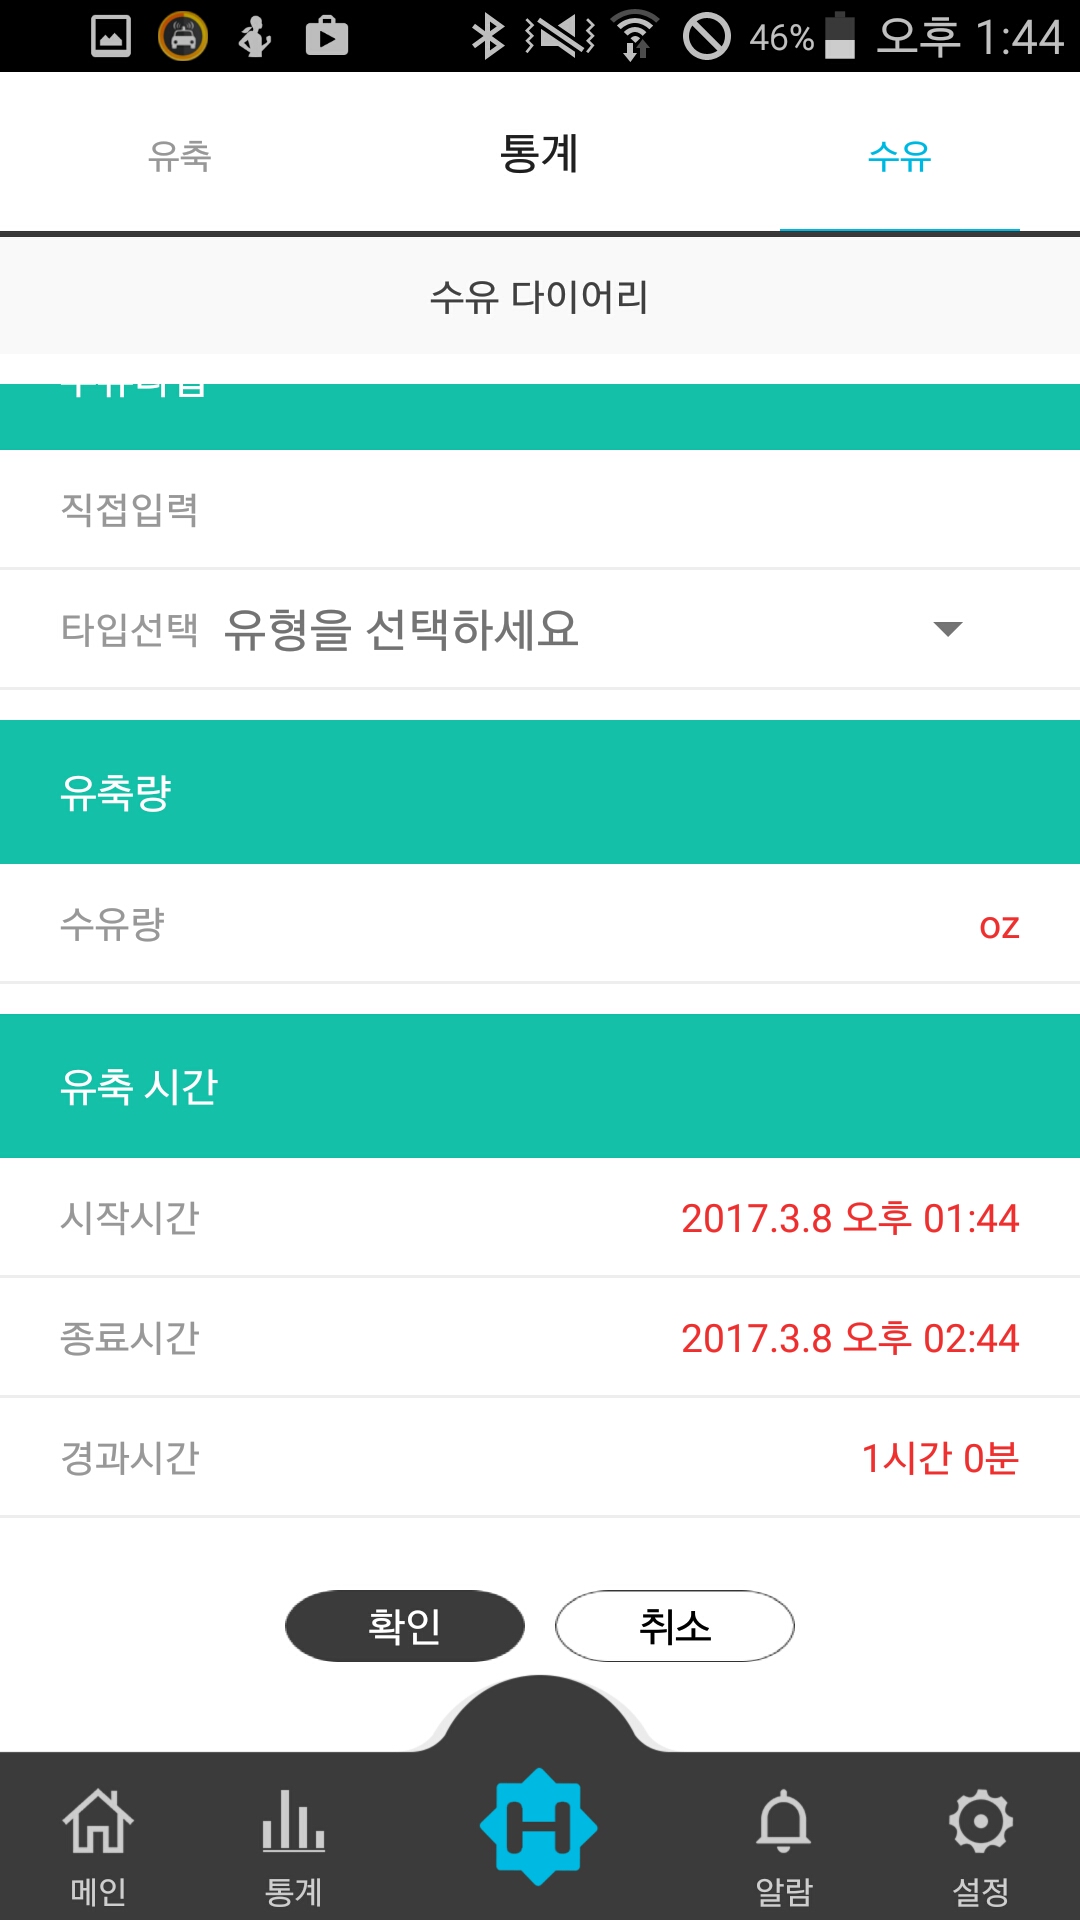 46% 오후 1:44
유축 통계 수유
수유 다이어리
직접입력
타입선택 유형을 선택하세요
유축량
수유량 oz
유축 시간
시작시간 2017.3.8 오후 01:44
종료시간 2017.3.8 오후 02:44
경과시간 1시간 0분
확인 취소
H
메인 통계 알람 설정